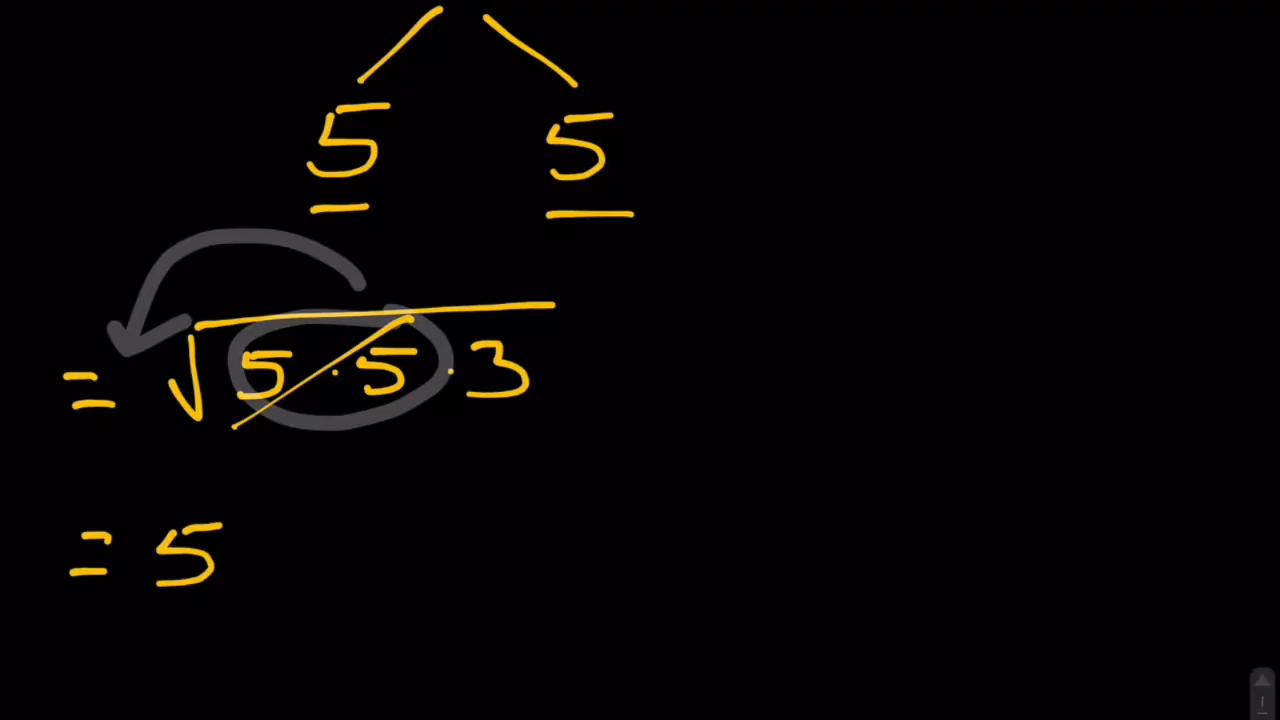 5 5
= √5 · 5 · 3
= 5